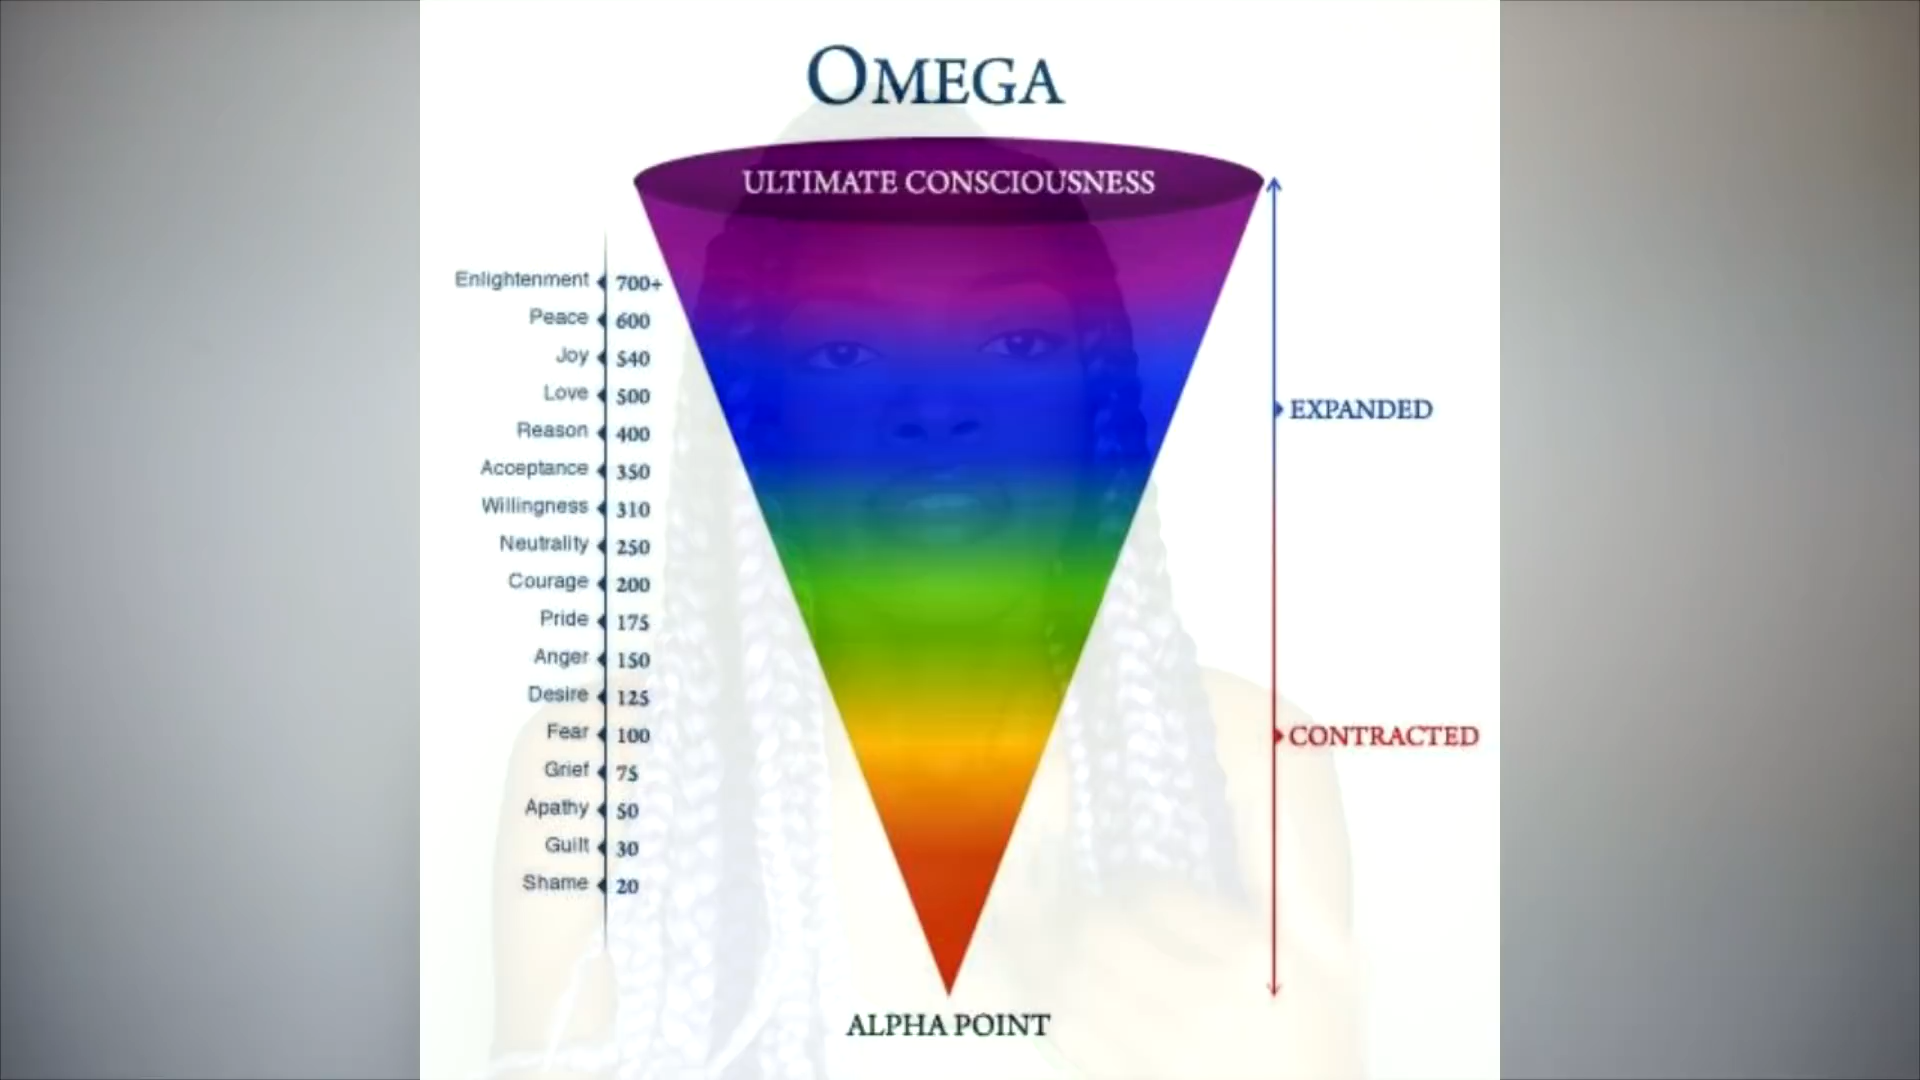 OMEGA
ULTIMATE CONSCIOUSNESS
Enlightenment 700+
Peace 600
Joy 540
Love 500
Reason 400
Acceptance 350
Willingness 310
Neutrality 250
Courage 200
Pride 175
Anger 150
Desire 125
Fear 100
Grief 75
Apathy 50
Guilt 30
Shame 20
EXPANDED
CONTRACTED
ALPHA POINT